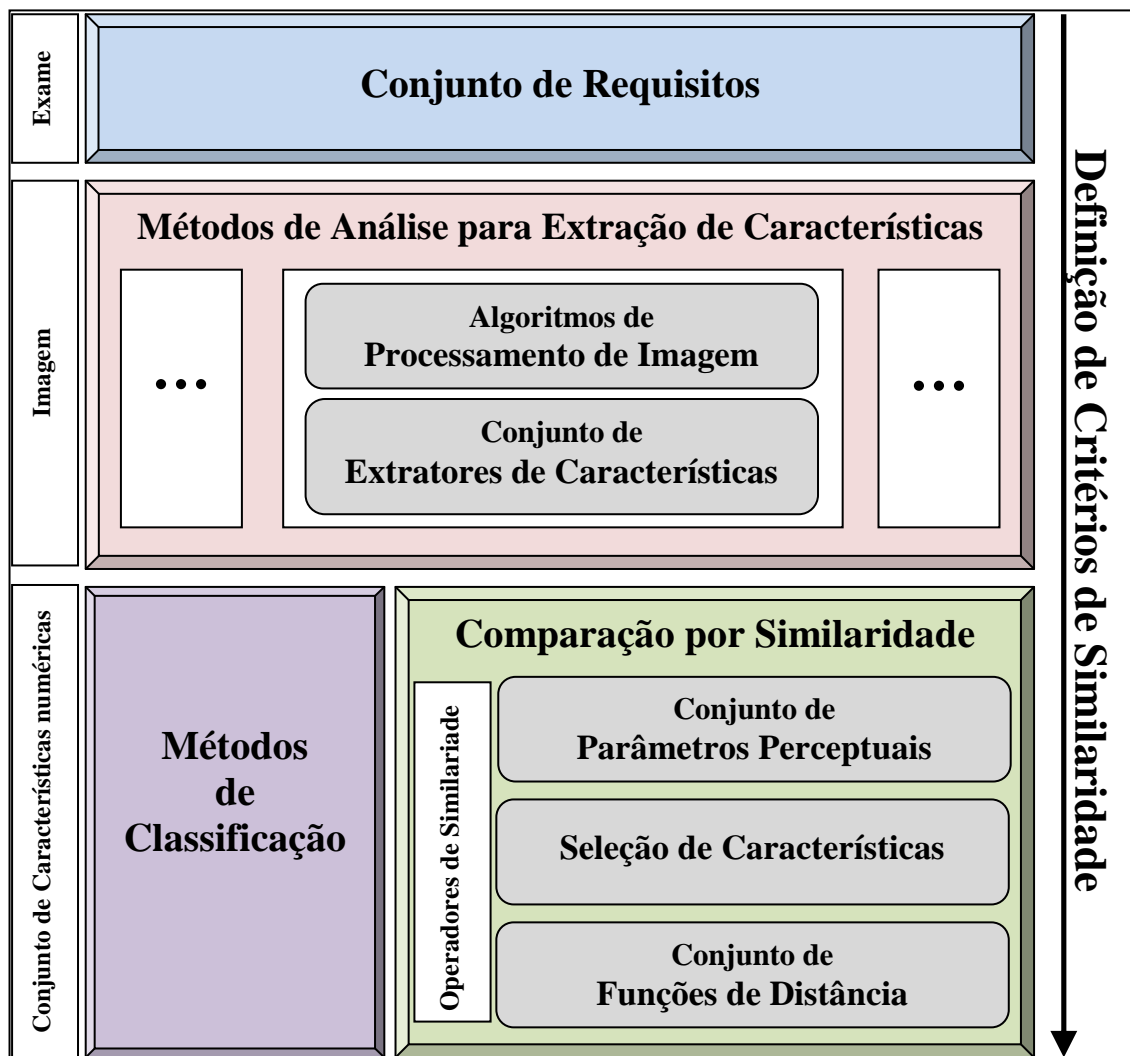 Exame
Conjunto de Requisitos
Imagem
Métodos de Análise para Extração de Características
...
Algoritmos de
Processamento de Imagem
Conjunto de
Extratores de Características
...
Conjunto de Características numéricas
Métodos
de
Classificação
Comparação por Similaridade
Operadores de Similariade
Conjunto de
Parâmetros Perceptuais
Seleção de Características
Conjunto de
Funções de Distância
Definição de Critérios de Similaridade